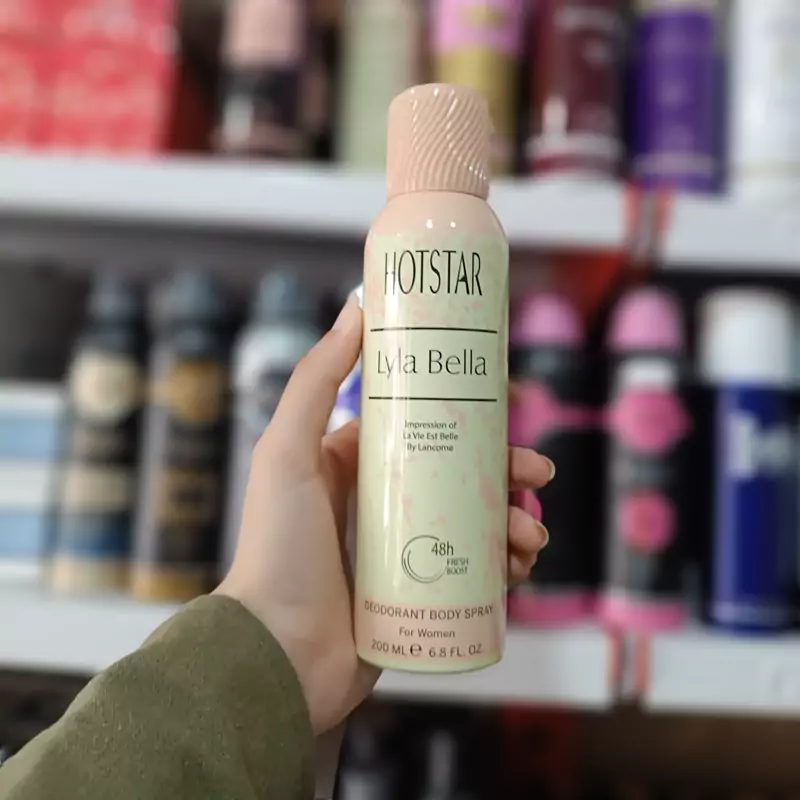 HOTSTAR
Lyla Bella
Impression of
La Vie Est Belle
By Lancome
48h
FRESH
BOOST
DEODORANT BODY SPRAY
For Women
200 ML e 6.8 FL. OZ.